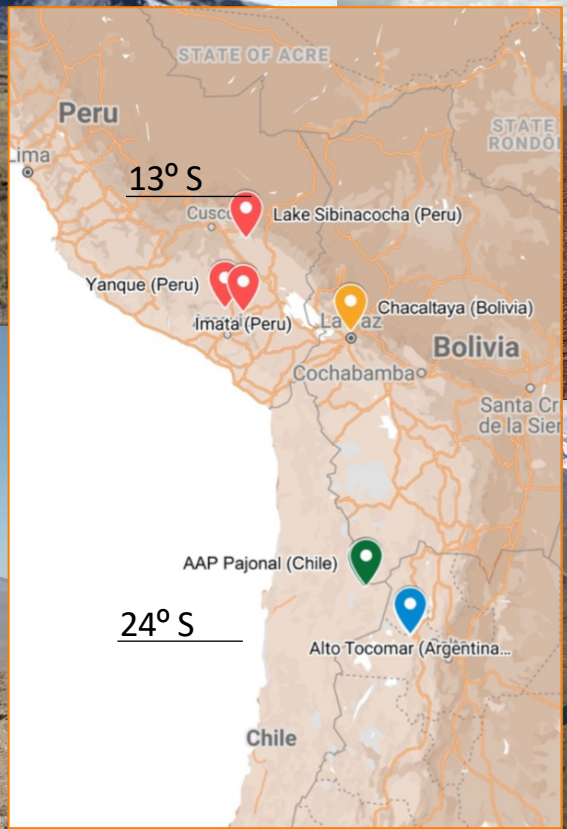 STATE OF ACRE
Peru
STATE
RONDÔ
Lima
13º S
Cusco
Lake Sibinacocha (Peru)
Yanque (Peru)
Imata (Peru)
Chacaltaya (Bolivia)
La Paz
Bolivia
Cochabamba
Santa Cr
de la Sier
AAP Pajonal (Chile)
24º S
Alto Tocomar (Argentina...
Chile